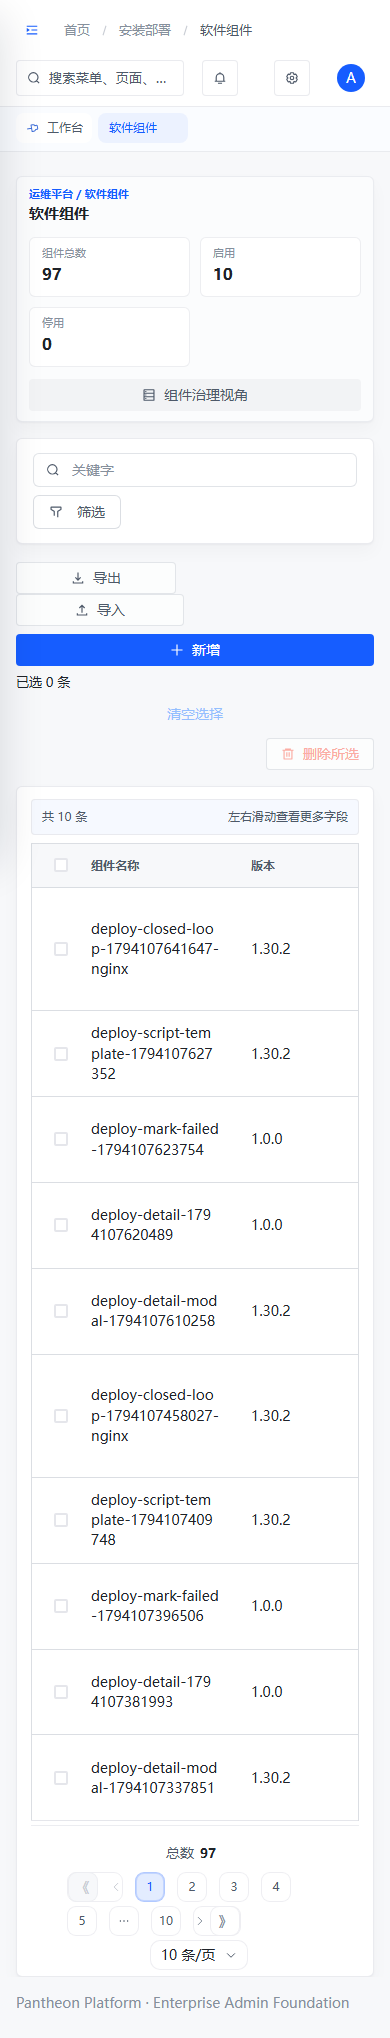 首页 / 安装部署 / 软件组件
搜索菜单、页面、...
A
工作台 软件组件
运维平台 / 软件组件
软件组件
组件总数 启用
97 10
停用
0
组件治理视角
关键字
筛选
导出
导入
新增
已选 0 条
清空选择
删除所选
共 10 条 左右滑动查看更多字段
组件名称 版本
deploy-closed-loo
p-1794107641647-
nginx
1.30.2
deploy-script-tem
plate-1794107627
352
1.30.2
deploy-mark-failed
-1794107623754
1.0.0
deploy-detail-179
4107620489
1.0.0
deploy-detail-mod
al-1794107610258
1.30.2
deploy-closed-loo
p-1794107458027-
nginx
1.30.2
deploy-script-tem
plate-1794107409
748
1.30.2
deploy-mark-failed
-1794107396506
1.0.0
deploy-detail-179
4107381993
1.0.0
deploy-detail-mod
al-1794107337851
1.30.2
总数 97
《 < 1 2 3 4
5 ... 10 > 》
10 条/页
Pantheon Platform · Enterprise Admin Foundation